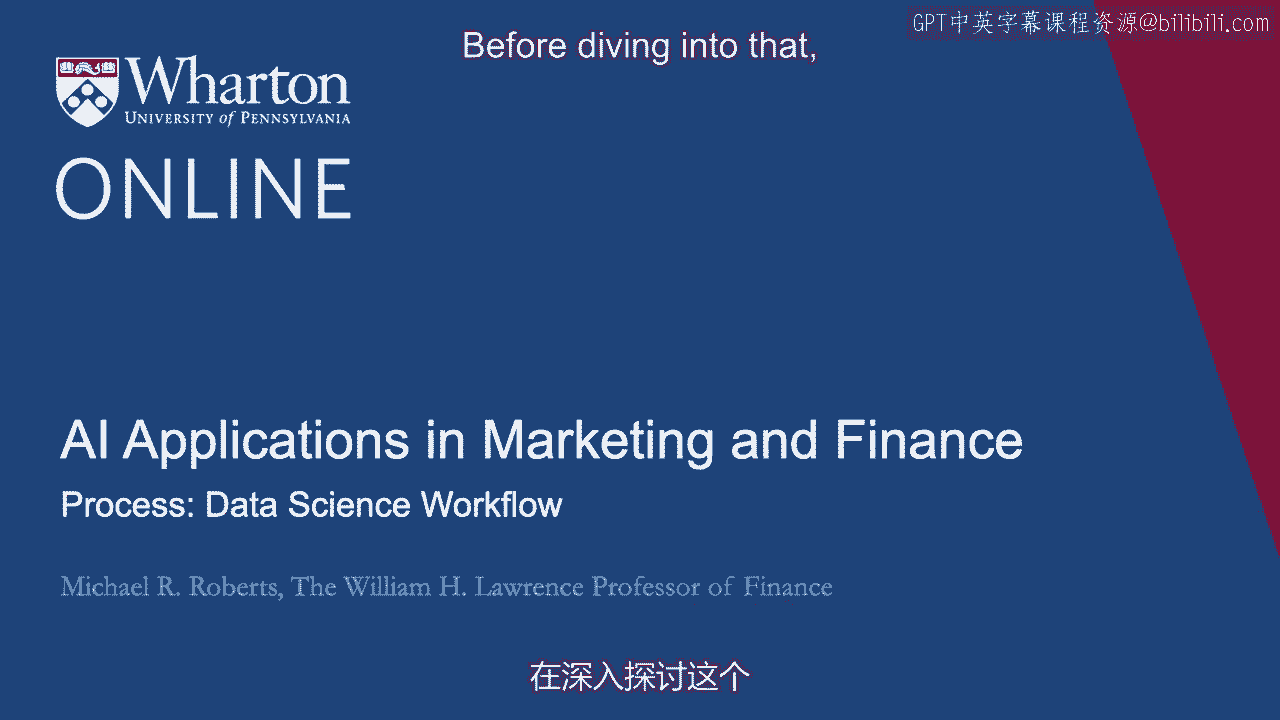 GPT中英字幕课程资源@bilibili.com
Before diving into that,
Wharton
UNIVERSITY of PENNSYLVANIA
ONLINE
AI Applications in Marketing and Finance
Process: Data Science Workflow
Michael R. Roberts, The William H. Lawrence Professor of Finance
在深入探讨这个